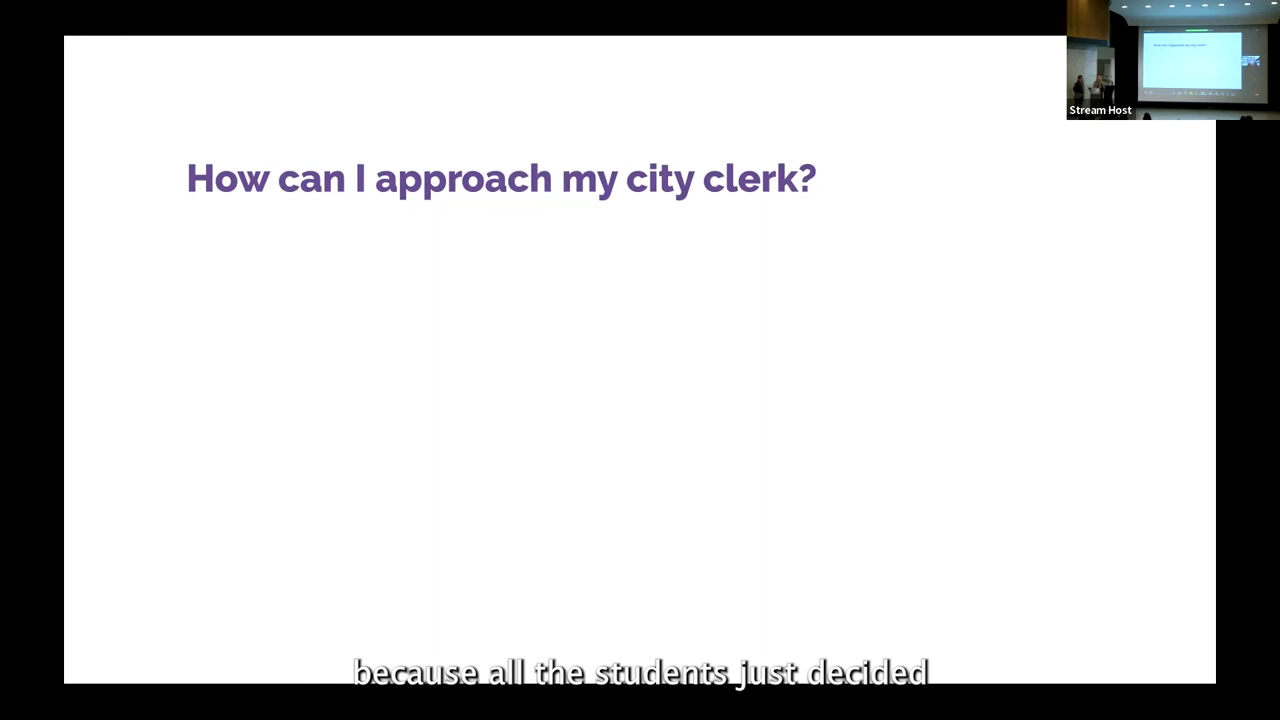 Stream Host
How can I approach my city clerk?
because all the students just decided